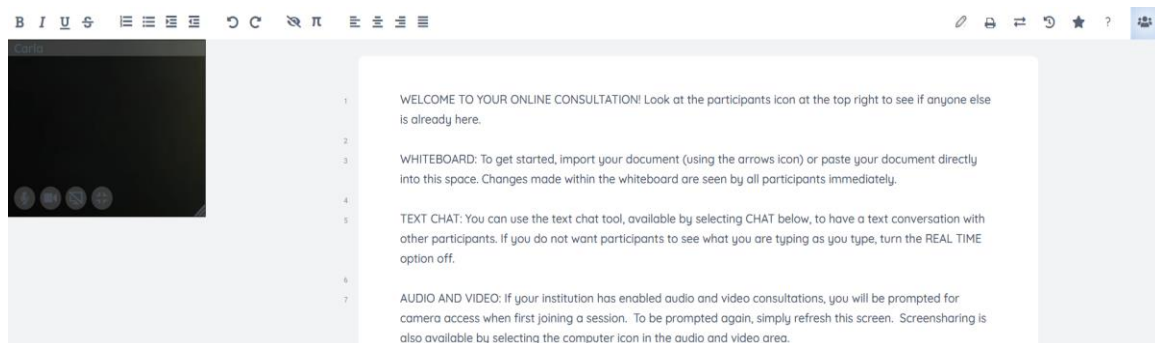 B I U S
π
?
Carla
1
WELCOME TO YOUR ONLINE CONSULTATION! Look at the participants icon at the top right to see if anyone else
is already here.
2
3
WHITEBOARD: To get started, import your document (using the arrows icon) or paste your document directly
into this space. Changes made within the whiteboard are seen by all participants immediately.
4
5
TEXT CHAT: You can use the text chat tool, available by selecting CHAT below, to have a text conversation with
other participants. If you do not want participants to see what you are typing as you type, turn the REAL TIME
option off.
6
7
AUDIO AND VIDEO: If your institution has enabled audio and video consultations, you will be prompted for
camera access when first joining a session.  To be prompted again, simply refresh this screen.  Screensharing is
also available by selecting the computer icon in the audio and video area.